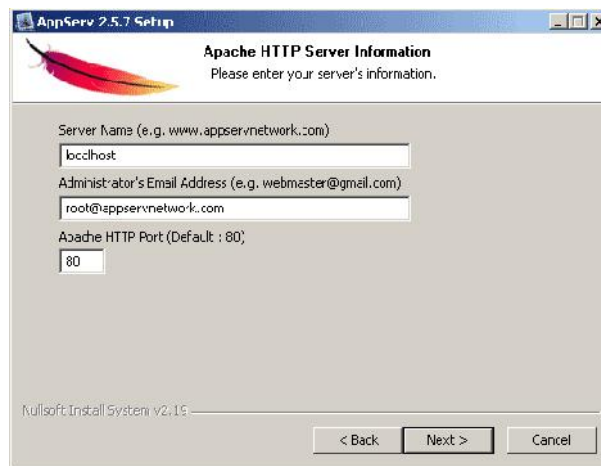 AppServ 2.5.7 Setup
Apache HTTP Server Information
Please enter your server's information.
Server Name (e.g. www.appservnetwork.com)
localhost
Administrator's Email Address (e.g. webmaster@gmail.com)
root@appservnetwork.com
Apache HTTP Port (Default : 80)
80
Nullsoft Install System v2.19
< Back Next > Cancel